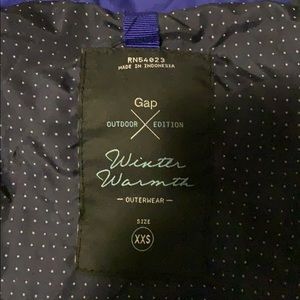 RN54023
MADE IN INDONESIA
Gap
OUTDOOR EDITION
Winter
Warmth
—OUTERWEAR—
SIZE
XXS